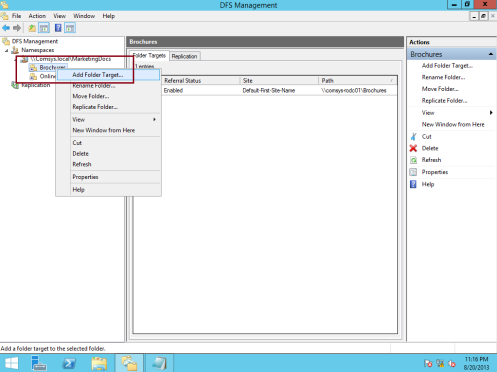 DFS Management
File Action View Window Help
DFS Management
Namespaces
\\Comsys.local\MarketingDocs
Brochures
Online
Replication
Add Folder Target...
Rename Folder...
Move Folder...
Replicate Folder...
View
New Window from Here
Cut
Delete
Refresh
Properties
Help
Brochures
Folder Targets Replication
1 entries
Referral Status Site Path
Enabled Default-First-Site-Name \\comsys-rodc01\Brochures
Actions
Brochures
Add Folder Target...
Rename Folder...
Move Folder...
Replicate Folder...
View
New Window from Here
Cut
Delete
Refresh
Properties
Help
Add a folder target to the selected folder.
11:16 PM
8/20/2013